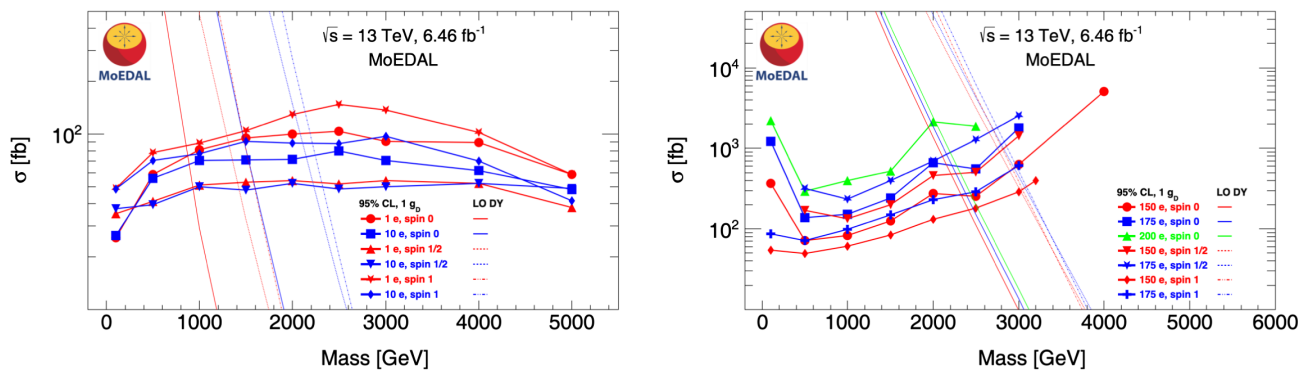 √s = 13 TeV, 6.46 fb⁻¹
MoEDAL
MoEDAL
σ [fb]
10²
95% CL, 1 g_D LO DY
1 e, spin 0
10 e, spin 0
1 e, spin 1/2
10 e, spin 1/2
1 e, spin 1
10 e, spin 1
0 1000 2000 3000 4000 5000
Mass [GeV]
√s = 13 TeV, 6.46 fb⁻¹
MoEDAL
MoEDAL
σ [fb]
10⁴
10³
10²
95% CL, 1 g_D LO DY
150 e, spin 0
175 e, spin 0
200 e, spin 0
150 e, spin 1/2
175 e, spin 1/2
150 e, spin 1
175 e, spin 1
0 1000 2000 3000 4000 5000 6000
Mass [GeV]